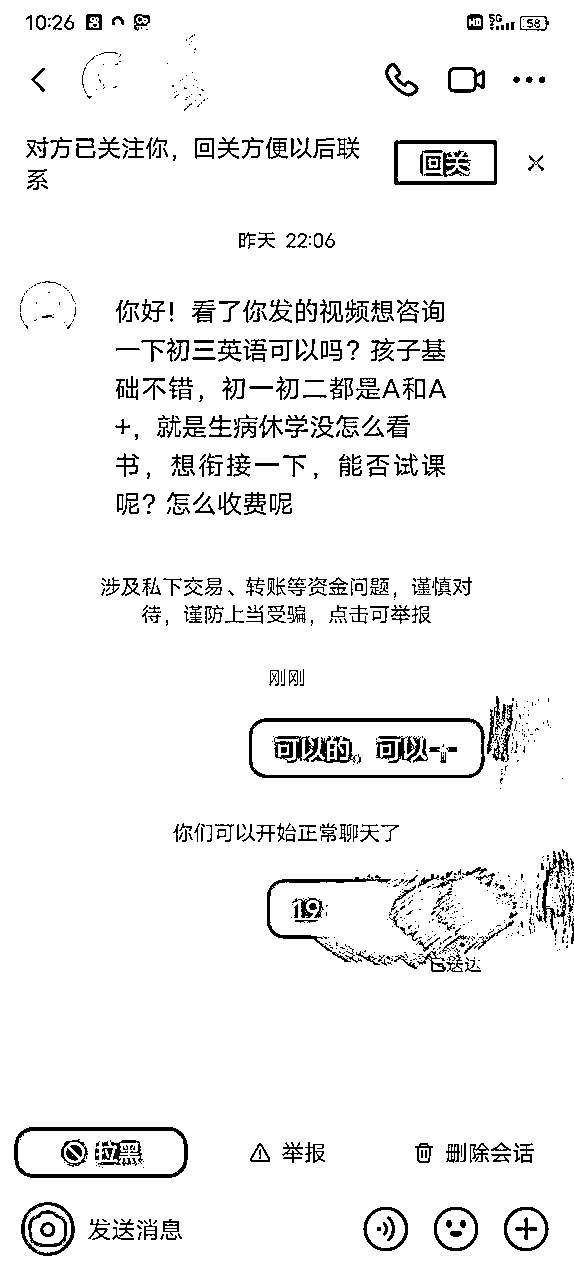 10:26
HD 5G 58
对方已关注你，回关方便以后联
系
回关
昨天 22:06
你好！看了你发的视频想咨询
一下初三英语可以吗？孩子基
础不错，初一初二都是A和A
+，就是生病休学没怎么看
书，想衔接一下，能否试课
呢？怎么收费呢
涉及私下交易、转账等资金问题，谨慎对
待，谨防上当受骗，点击可举报
刚刚
可以的。可以-+-
你们可以开始正常聊天了
19
已送达
拉黑
举报
删除会话
发送消息